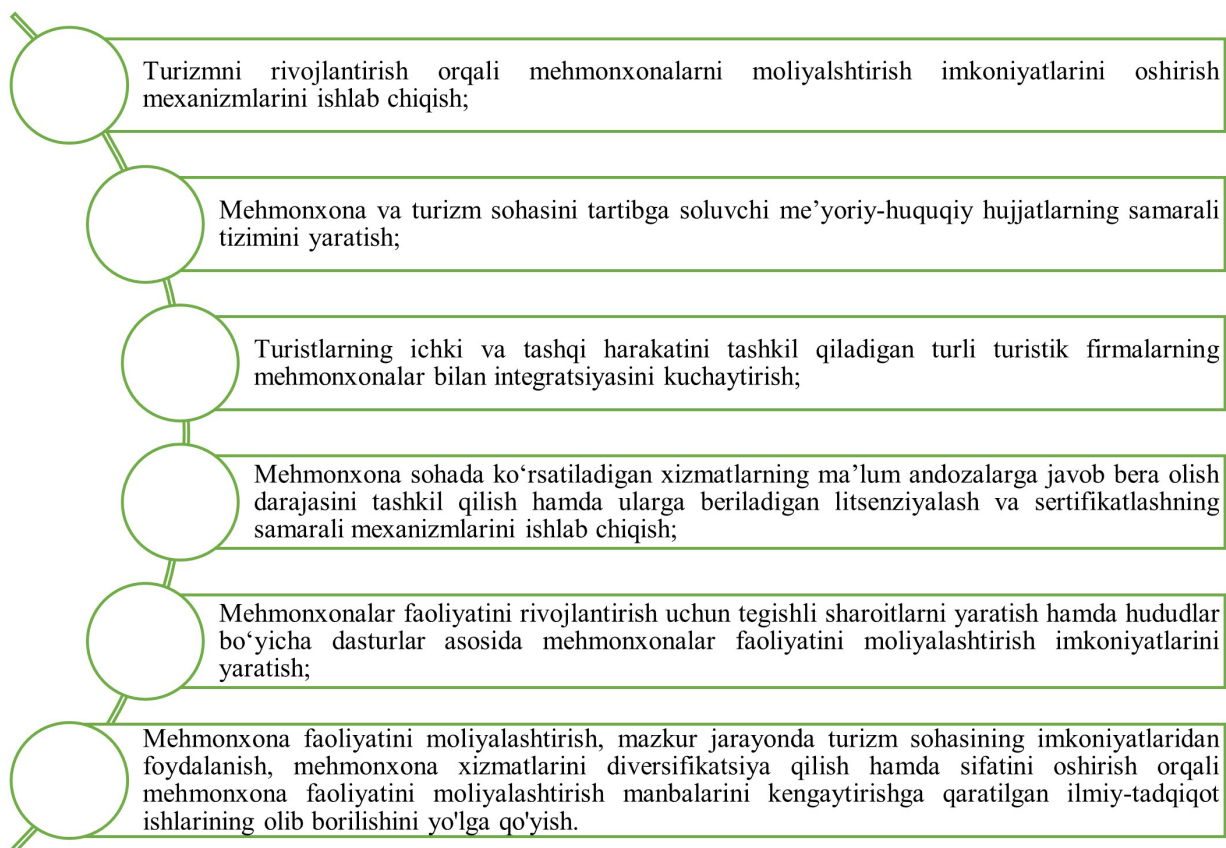 Turizmni rivojlantirish orqali mehmonxonalarni moliyalshtirish imkoniyatlarini oshirish
mexanizmlarini ishlab chiqish;
Mehmonxona va turizm sohasini tartibga soluvchi me’yoriy-huquqiy hujjatlarning samarali
tizimini yaratish;
Turistlarning ichki va tashqi harakatini tashkil qiladigan turli turistik firmalarning
mehmonxonalar bilan integratsiyasini kuchaytirish;
Mehmonxona sohada ko‘rsatiladigan xizmatlarning ma’lum andozalarga javob bera olish
darajasini tashkil qilish hamda ularga beriladigan litsenziyalash va sertifikatlashning
samarali mexanizmlarini ishlab chiqish;
Mehmonxonalar faoliyatini rivojlantirish uchun tegishli sharoitlarni yaratish hamda hududlar
bo‘yicha dasturlar asosida mehmonxonalar faoliyatini moliyalashtirish imkoniyatlarini
yaratish;
Mehmonxona faoliyatini moliyalashtirish, mazkur jarayonda turizm sohasining imkoniyatlaridan
foydalanish, mehmonxona xizmatlarini diversifikatsiya qilish hamda sifatini oshirish orqali
mehmonxona faoliyatini moliyalashtirish manbalarini kengaytirishga qaratilgan ilmiy-tadqiqot
ishlarining olib borilishini yo'lga qo'yish.